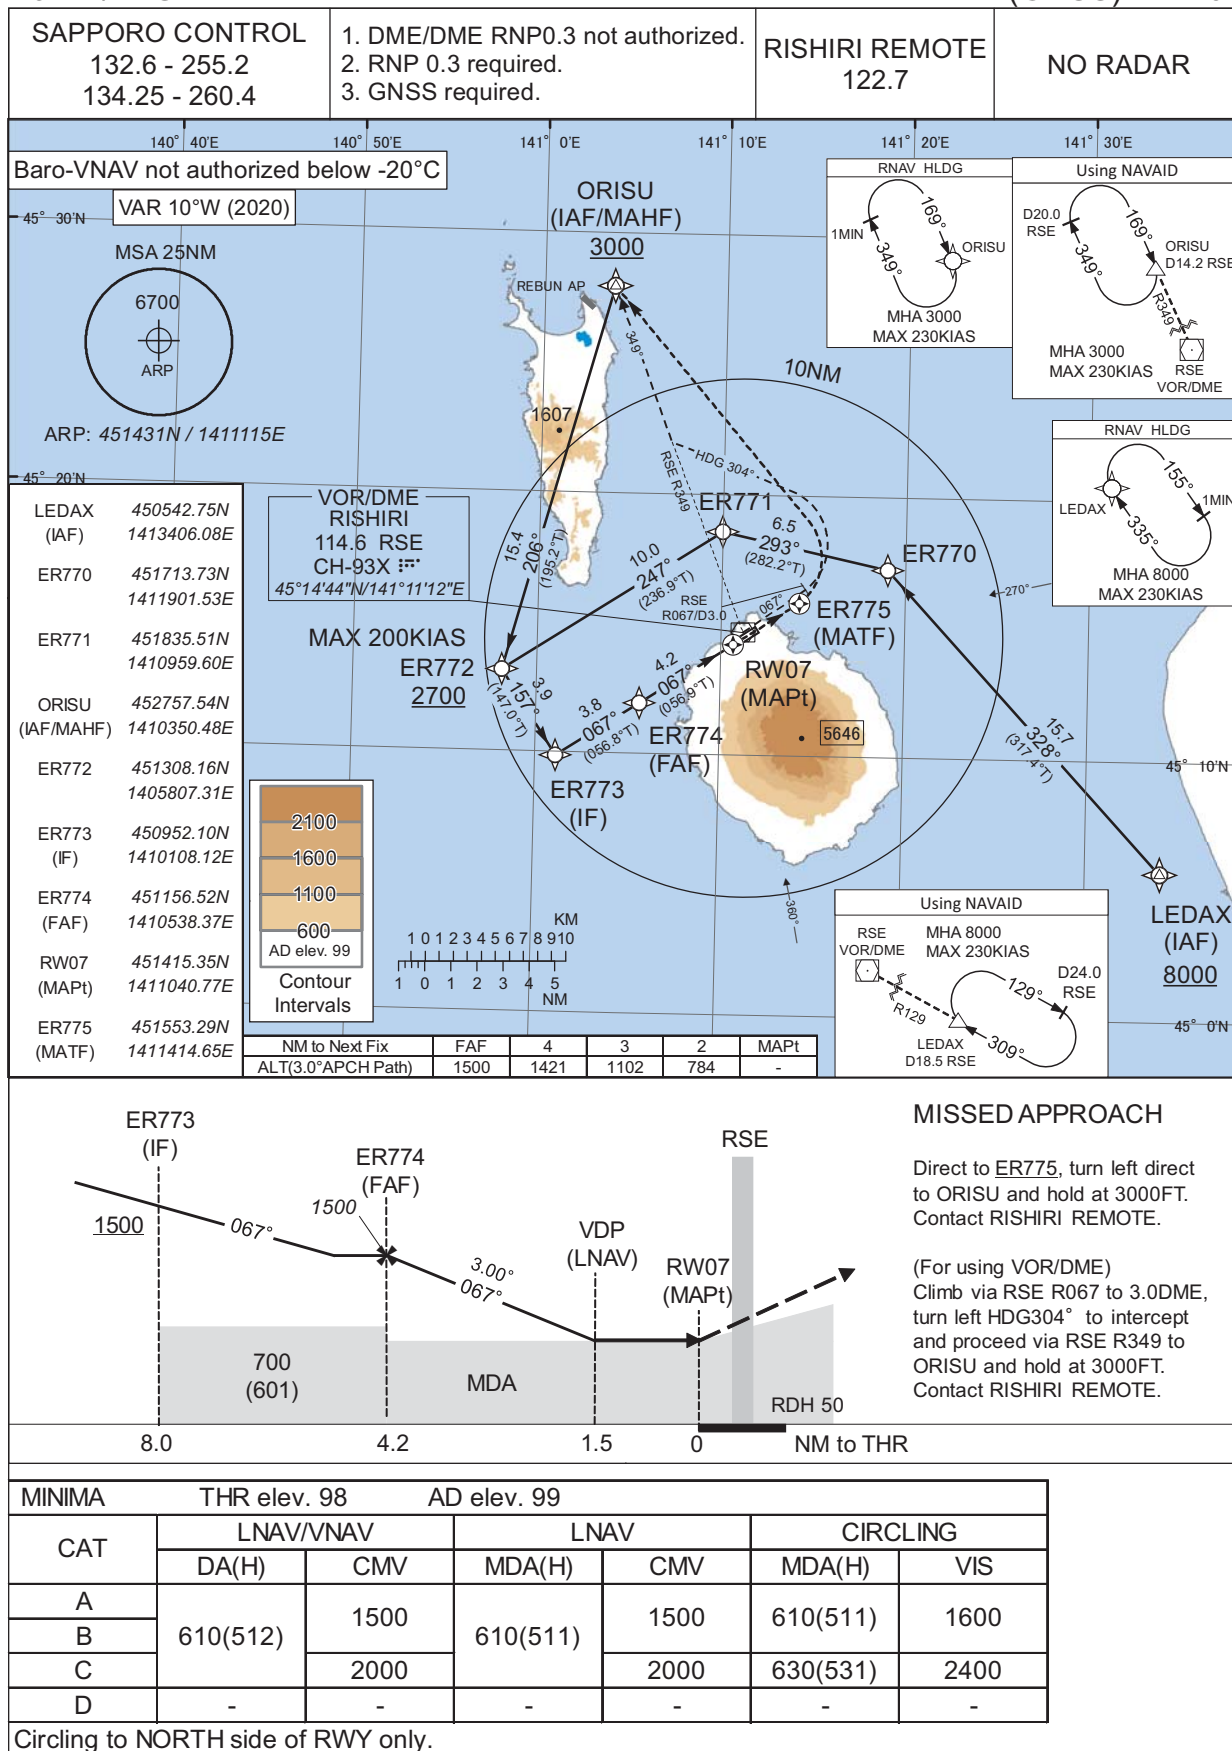 SAPPORO CONTROL
132.6 - 255.2
134.25 - 260.4
1. DME/DME RNP0.3 not authorized.
2. RNP 0.3 required.
3. GNSS required.
RISHIRI REMOTE
122.7
NO RADAR
140° 40'E
140° 50'E
141° 0'E
141° 10'E
141° 20'E
141° 30'E
Baro-VNAV not authorized below -20°C
VAR 10°W (2020)
45° 30'N
MSA 25NM
6700
ARP
ARP: 451431N / 1411115E
45° 20'N
ORISU
(IAF/MAHF)
3000
REBUN AP
349°
1607
10NM
RNAV HLDG
1MIN
169°
349°
ORISU
MHA 3000
MAX 230KIAS
Using NAVAID
D20.0
RSE
169°
349°
ORISU
D14.2 RSE
R349
MHA 3000
MAX 230KIAS
RSE
VOR/DME
RNAV HLDG
155°
1MIN
LEDAX
335°
MHA 8000
MAX 230KIAS
LEDAX 450542.75N
(IAF) 1413406.08E
ER770 451713.73N
1411901.53E
ER771 451835.51N
1410959.60E
ORISU 452757.54N
(IAF/MAHF) 1410350.48E
ER772 451308.16N
1405807.31E
ER773 450952.10N
(IF) 1410108.12E
ER774 451156.52N
(FAF) 1410538.37E
RW07 451415.35N
(MAPt) 1411040.77E
ER775 451553.29N
(MATF) 1411414.65E
VOR/DME
RISHIRI
114.6 RSE
CH-93X
45°14'44"N/141°11'12"E
15.4
206°
(195.2°T)
RSE R349
HDG 304°
ER771
6.5
293°
(282.2°T)
ER770
10.0
247°
(236.9°T)
270°
RSE
R067/D3.0
067°
ER775
(MATF)
MAX 200KIAS
ER772
2700
3.9
157°
(147.0°T)
4.2
067°
(056.9°T)
RW07
(MAPt)
3.8
067°
(056.8°T)
ER774
(FAF)
ER773
(IF)
5646
15.7
328°
(317.4°T)
45° 10'N
360°
LEDAX
(IAF)
8000
45° 0'N
2100
1600
1100
600
AD elev. 99
Contour
Intervals
KM
1 0 1 2 3 4 5 6 7 8 9 10
1 0 1 2 3 4 5
NM
Using NAVAID
RSE
VOR/DME
MHA 8000
MAX 230KIAS
R129
129°
D24.0
RSE
309°
LEDAX
D18.5 RSE
NM to Next Fix FAF 4 3 2 MAPt
ALT(3.0°APCH Path) 1500 1421 1102 784 -
ER773
(IF)
1500
067°
ER774
(FAF)
1500
3.00°
067°
VDP
(LNAV)
RW07
(MAPt)
RSE
700
(601)
MDA
RDH 50
8.0 4.2 1.5 0 NM to THR
MISSED APPROACH
Direct to ER775, turn left direct
to ORISU and hold at 3000FT.
Contact RISHIRI REMOTE.
(For using VOR/DME)
Climb via RSE R067 to 3.0DME,
turn left HDG304° to intercept
and proceed via RSE R349 to
ORISU and hold at 3000FT.
Contact RISHIRI REMOTE.
MINIMA THR elev. 98 AD elev. 99
CAT LNAV/VNAV LNAV CIRCLING
DA(H) CMV MDA(H) CMV MDA(H) VIS
A
B 610(512) 1500 610(511) 1500 610(511) 1600
C 2000 2000 630(531) 2400
D - - - - - -
Circling to NORTH side of RWY only.